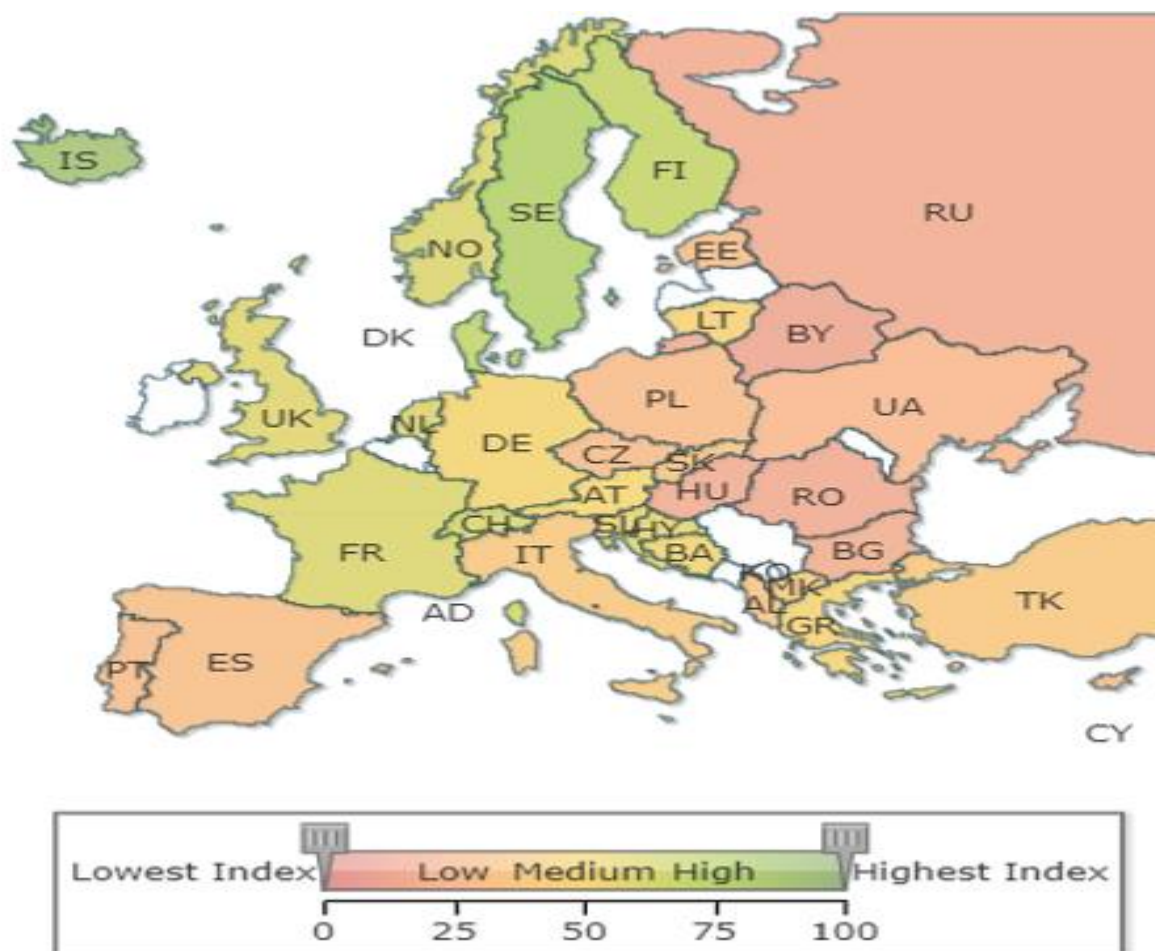 IS
FI
SE
RU
NO
EE
LT
DK
BY
PL
UA
UK
NL
DE
CZ
SK
HU
RO
AT
CH
BA
BG
FR
IT
KO
MK
AL
TK
AD
GR
PT
ES
CY
Lowest Index Low Medium High Highest Index
0 25 50 75 100